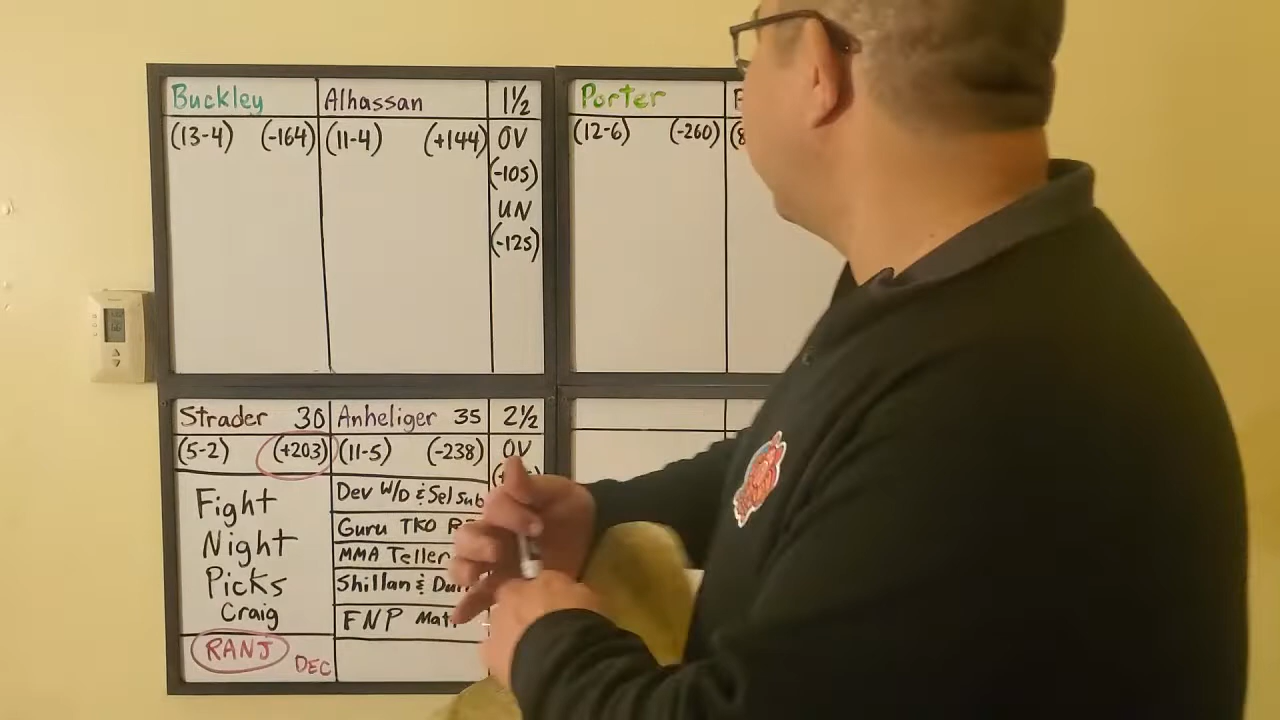 Buckley Alhassan 1½
(13-4) (-164) (11-4) (+144) OV
(-105)
UN
(-125)
Porter
(12-6) (-260)
Strader 30 Anheliger 35 2½
(5-2) (+203) (11-5) (-238) OV
Fight
Night
Picks
Craig
RANJ DEC
Dev W/D & Sel Sub
Guru TKO
MMA Teller
Shillan &
FNP